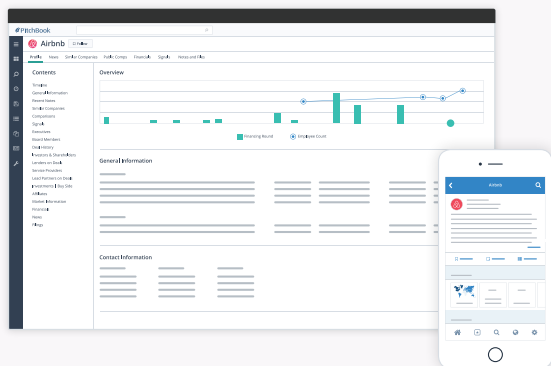 PitchBook
Airbnb
Follow
Profile News Similar Companies Public Comps Financials Signals Notes and Files
Contents
Timeline
General Information
Recent Notes
Similar Companies
Comparisons
Signals
Executives
Board Members
Deal History
Investors & Shareholders
Lenders on Deals
Service Providers
Lead Partners on Deals
Investments | Buy Side
Affiliates
Market Information
Financials
News
Filings
Overview
Financing Round
Employee Count
General Information
Contact Information
Airbnb